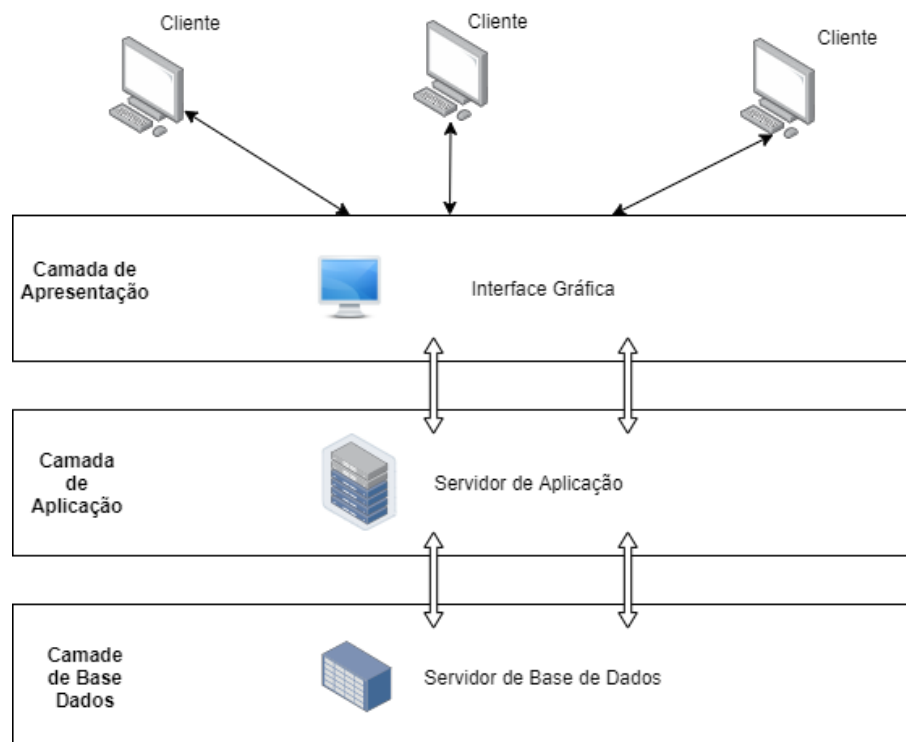 Cliente
Cliente
Cliente
Camada de
Apresentação
Interface Gráfica
Camada
de
Aplicação
Servidor de Aplicação
Camade
de Base
Dados
Servidor de Base de Dados